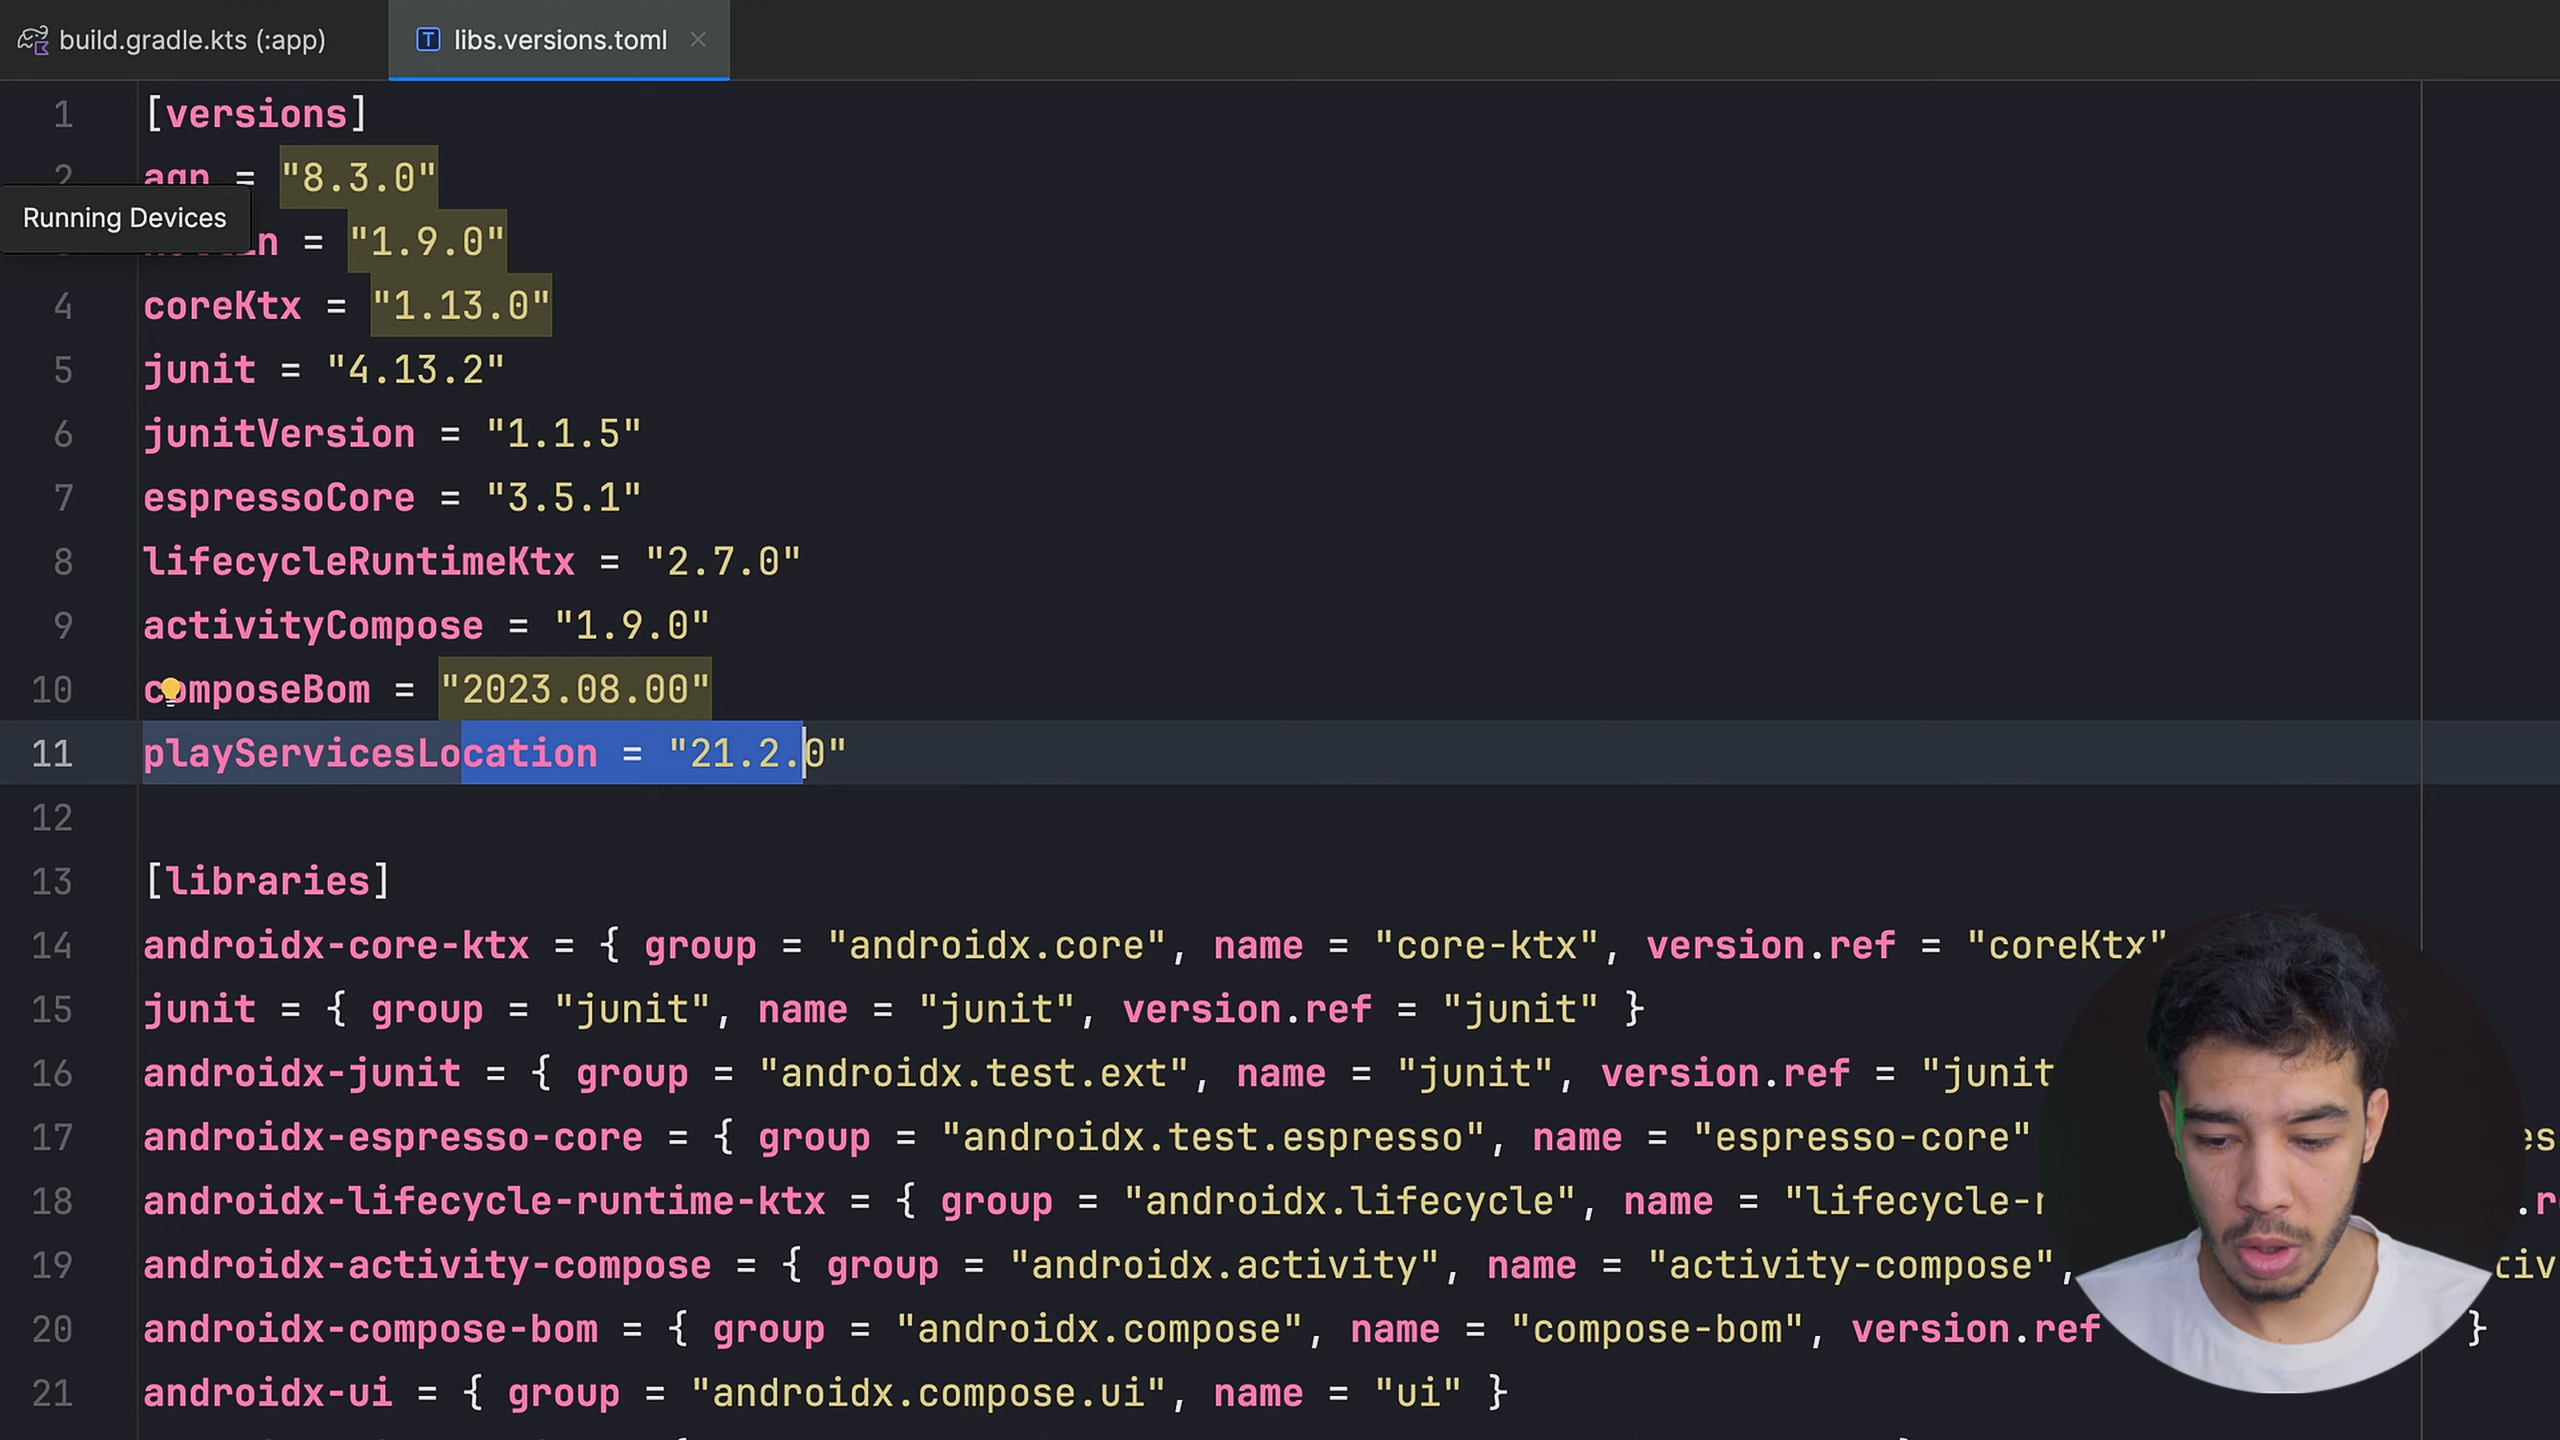 build.gradle.kts (:app)
libs.versions.toml
1 [versions]
2 agp = "8.3.0"
Running Devices
= "1.9.0"
4 coreKtx = "1.13.0"
5 junit = "4.13.2"
6 junitVersion = "1.1.5"
7 espressoCore = "3.5.1"
8 lifecycleRuntimeKtx = "2.7.0"
9 activityCompose = "1.9.0"
10 composeBom = "2023.08.00"
11 playServicesLocation = "21.2.0"
12
13 [libraries]
14 androidx-core-ktx = { group = "androidx.core", name = "core-ktx", version.ref = "coreKtx"
15 junit = { group = "junit", name = "junit", version.ref = "junit" }
16 androidx-junit = { group = "androidx.test.ext", name = "junit", version.ref = "junit
17 androidx-espresso-core = { group = "androidx.test.espresso", name = "espresso-core" es
18 androidx-lifecycle-runtime-ktx = { group = "androidx.lifecycle", name = "lifecycle-r .r
19 androidx-activity-compose = { group = "androidx.activity", name = "activity-compose", tiv
20 androidx-compose-bom = { group = "androidx.compose", name = "compose-bom", version.ref }
21 androidx-ui = { group = "androidx.compose.ui", name = "ui" }